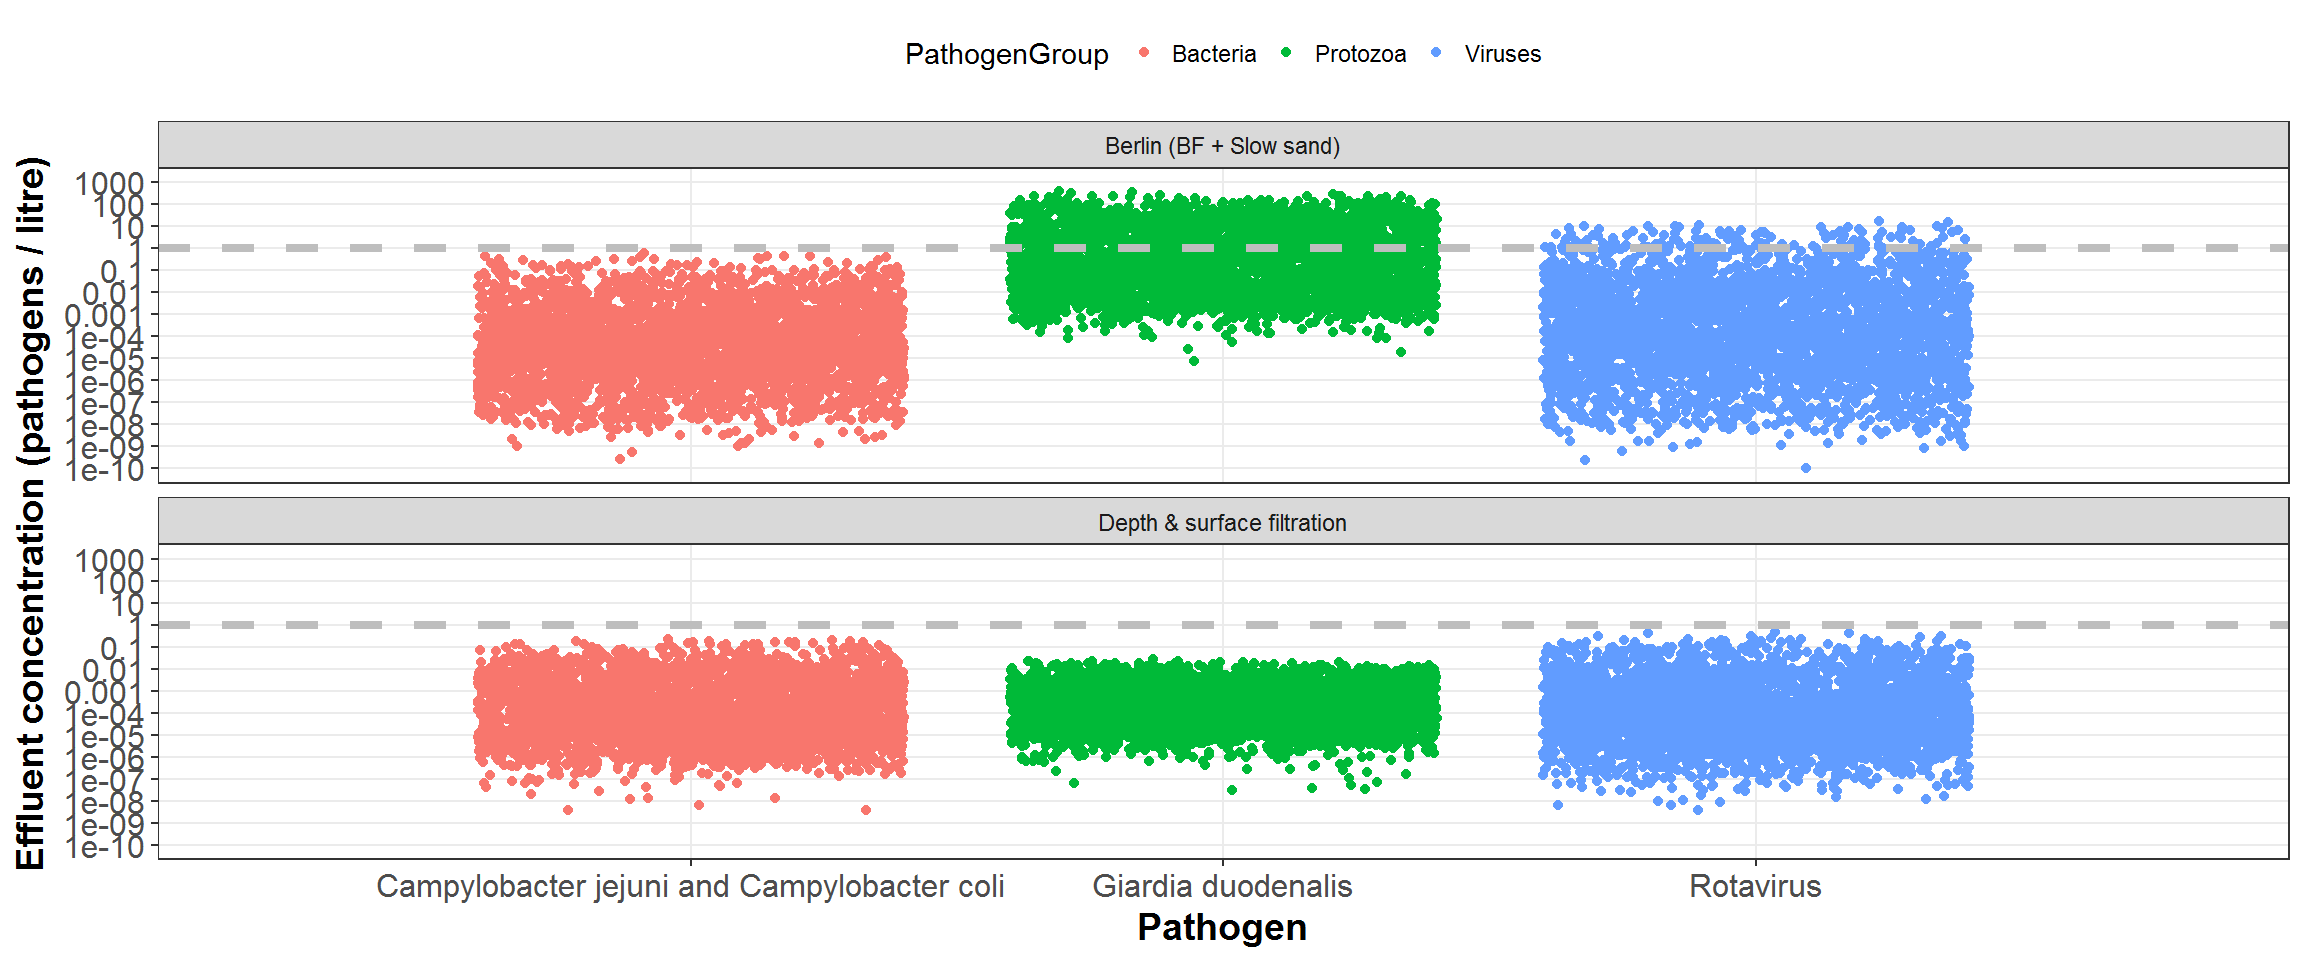 PathogenGroup Bacteria Protozoa Viruses
Berlin (BF + Slow sand)
1000
100
10
1
0.1
0.01
0.001
1e-04
1e-05
1e-06
1e-07
1e-08
1e-09
1e-10
Effluent concentration (pathogens / litre)
Depth & surface filtration
1000
100
10
1
0.1
0.01
0.001
1e-04
1e-05
1e-06
1e-07
1e-08
1e-09
1e-10
Campylobacter jejuni and Campylobacter coli Giardia duodenalis Rotavirus
Pathogen